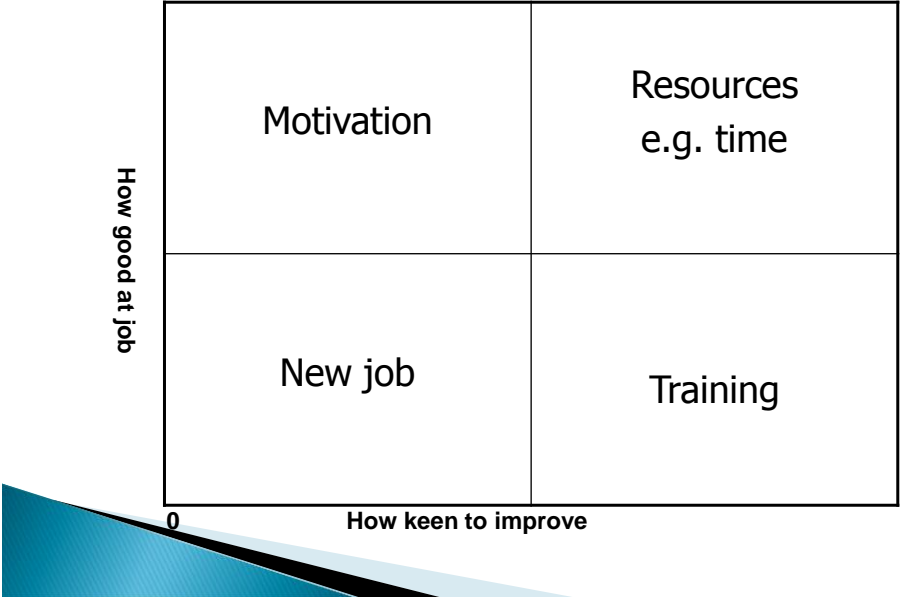 Motivation
Resources
e.g. time
How good at job
New job
Training
0
How keen to improve